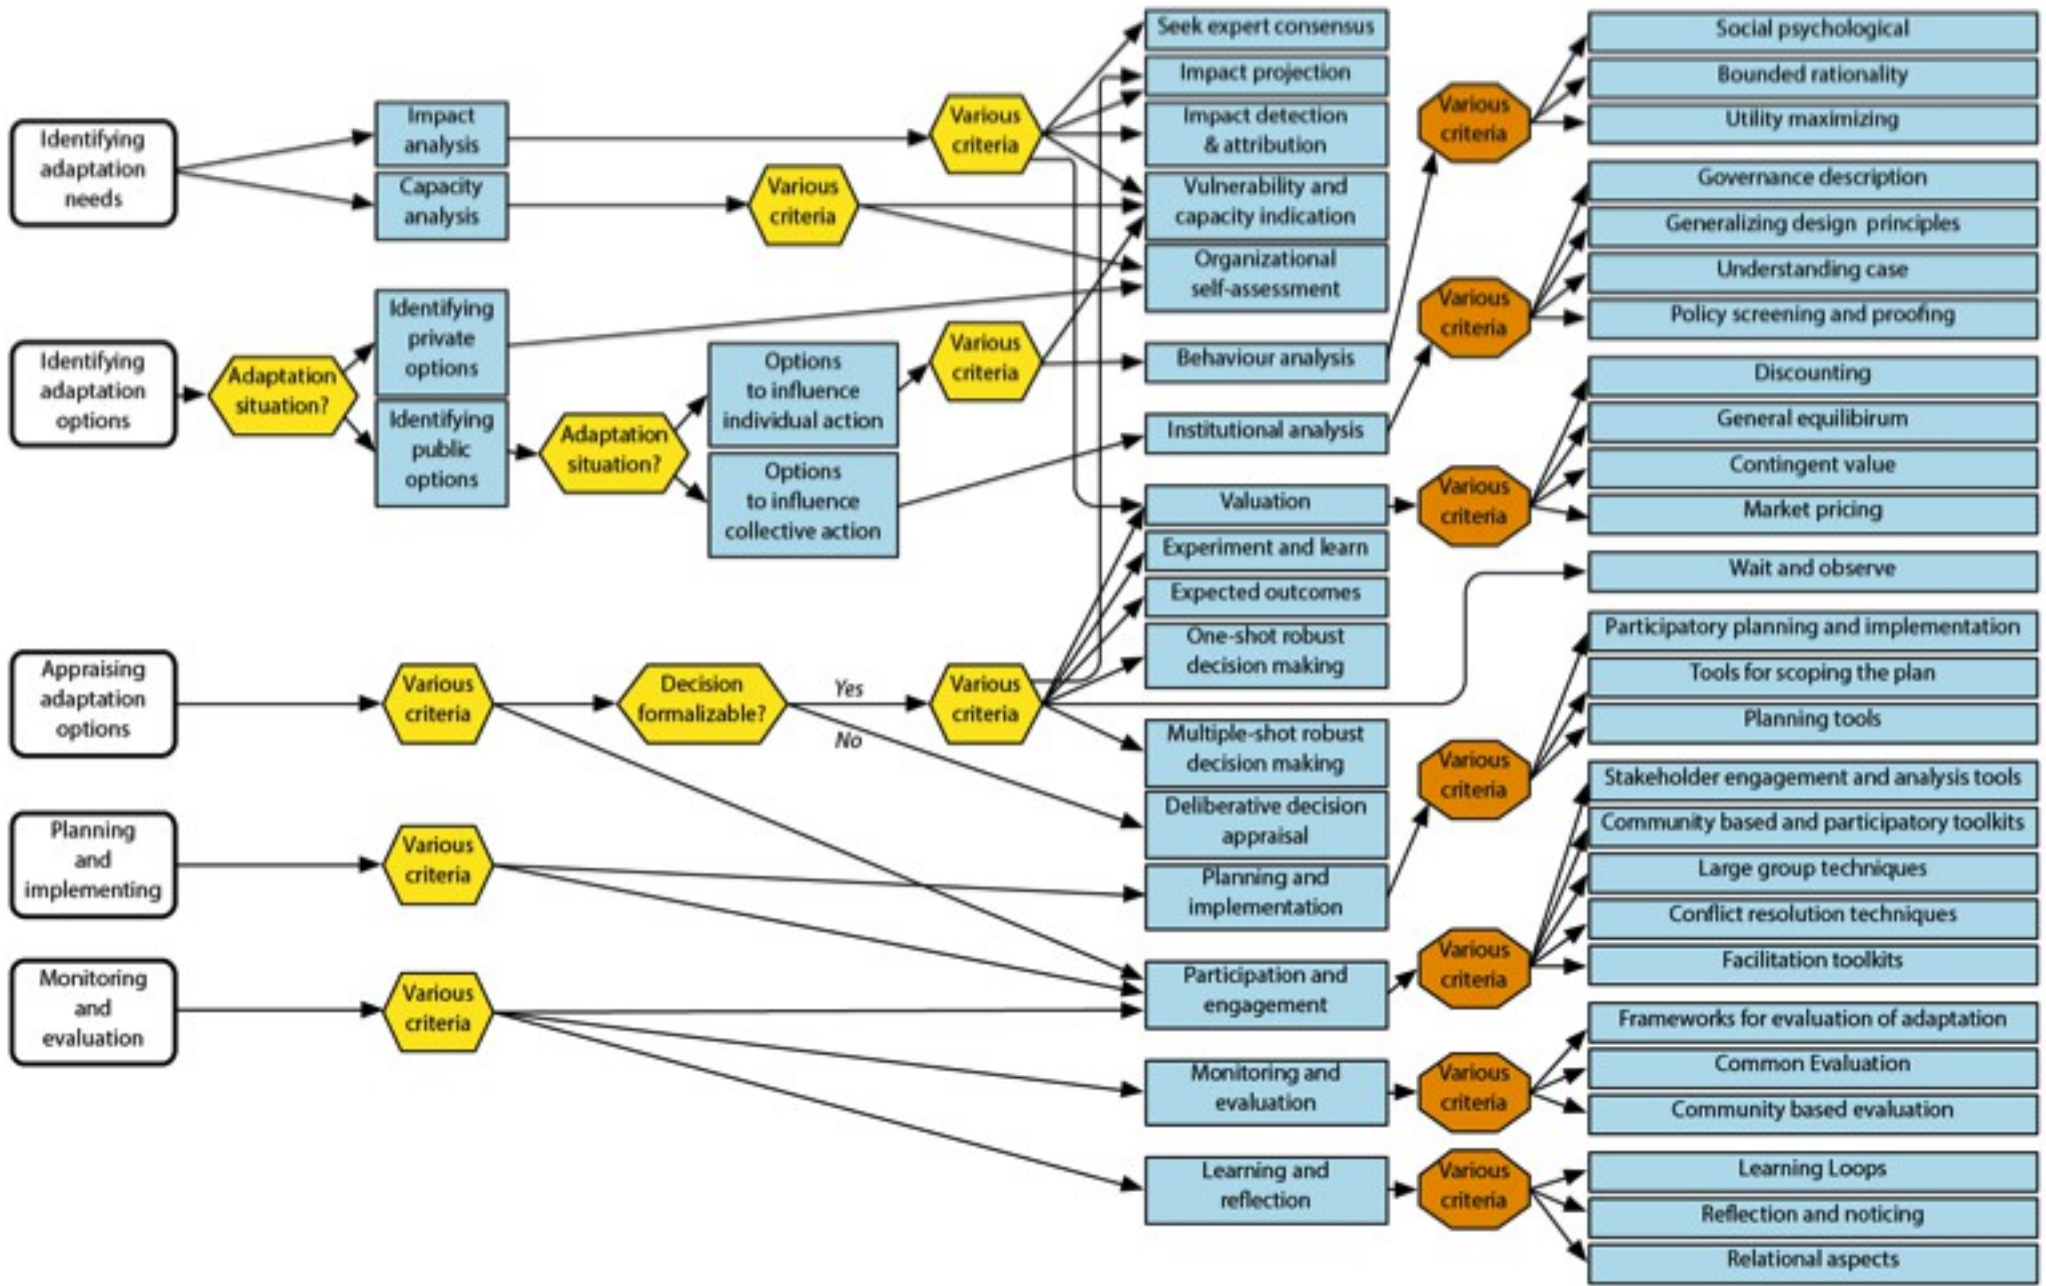 Identifying
adaptation
needs
Identifying
adaptation
options
Appraising
adaptation
options
Planning
and
implementing
Monitoring
and
evaluation
Adaptation
situation?
Impact
analysis
Capacity
analysis
Identifying
private
options
Identifying
public
options
Various
criteria
Various
criteria
Various
criteria
Adaptation
situation?
Decision
formalizable?
Various
criteria
Options
to influence
individual action
Options
to influence
collective action
Yes
No
Various
criteria
Various
criteria
Various
criteria
Seek expert consensus
Impact projection
Impact detection
& attribution
Vulnerability and
capacity indication
Organizational
self-assessment
Behaviour analysis
Institutional analysis
Valuation
Experiment and learn
Expected outcomes
One-shot robust
decision making
Multiple-shot robust
decision making
Deliberative decision
appraisal
Planning and
implementation
Participation and
engagement
Monitoring and
evaluation
Learning and
reflection
Various
criteria
Various
criteria
Various
criteria
Various
criteria
Various
criteria
Various
criteria
Various
criteria
Social psychological
Bounded rationality
Utility maximizing
Governance description
Generalizing design principles
Understanding case
Policy screening and proofing
Discounting
General equilibirum
Contingent value
Market pricing
Wait and observe
Participatory planning and implementation
Tools for scoping the plan
Planning tools
Stakeholder engagement and analysis tools
Community based and participatory toolkits
Large group techniques
Conflict resolution techniques
Facilitation toolkits
Frameworks for evaluation of adaptation
Common Evaluation
Community based evaluation
Learning Loops
Reflection and noticing
Relational aspects